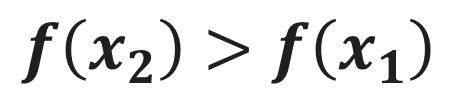 f(x₂) > f(x₁)